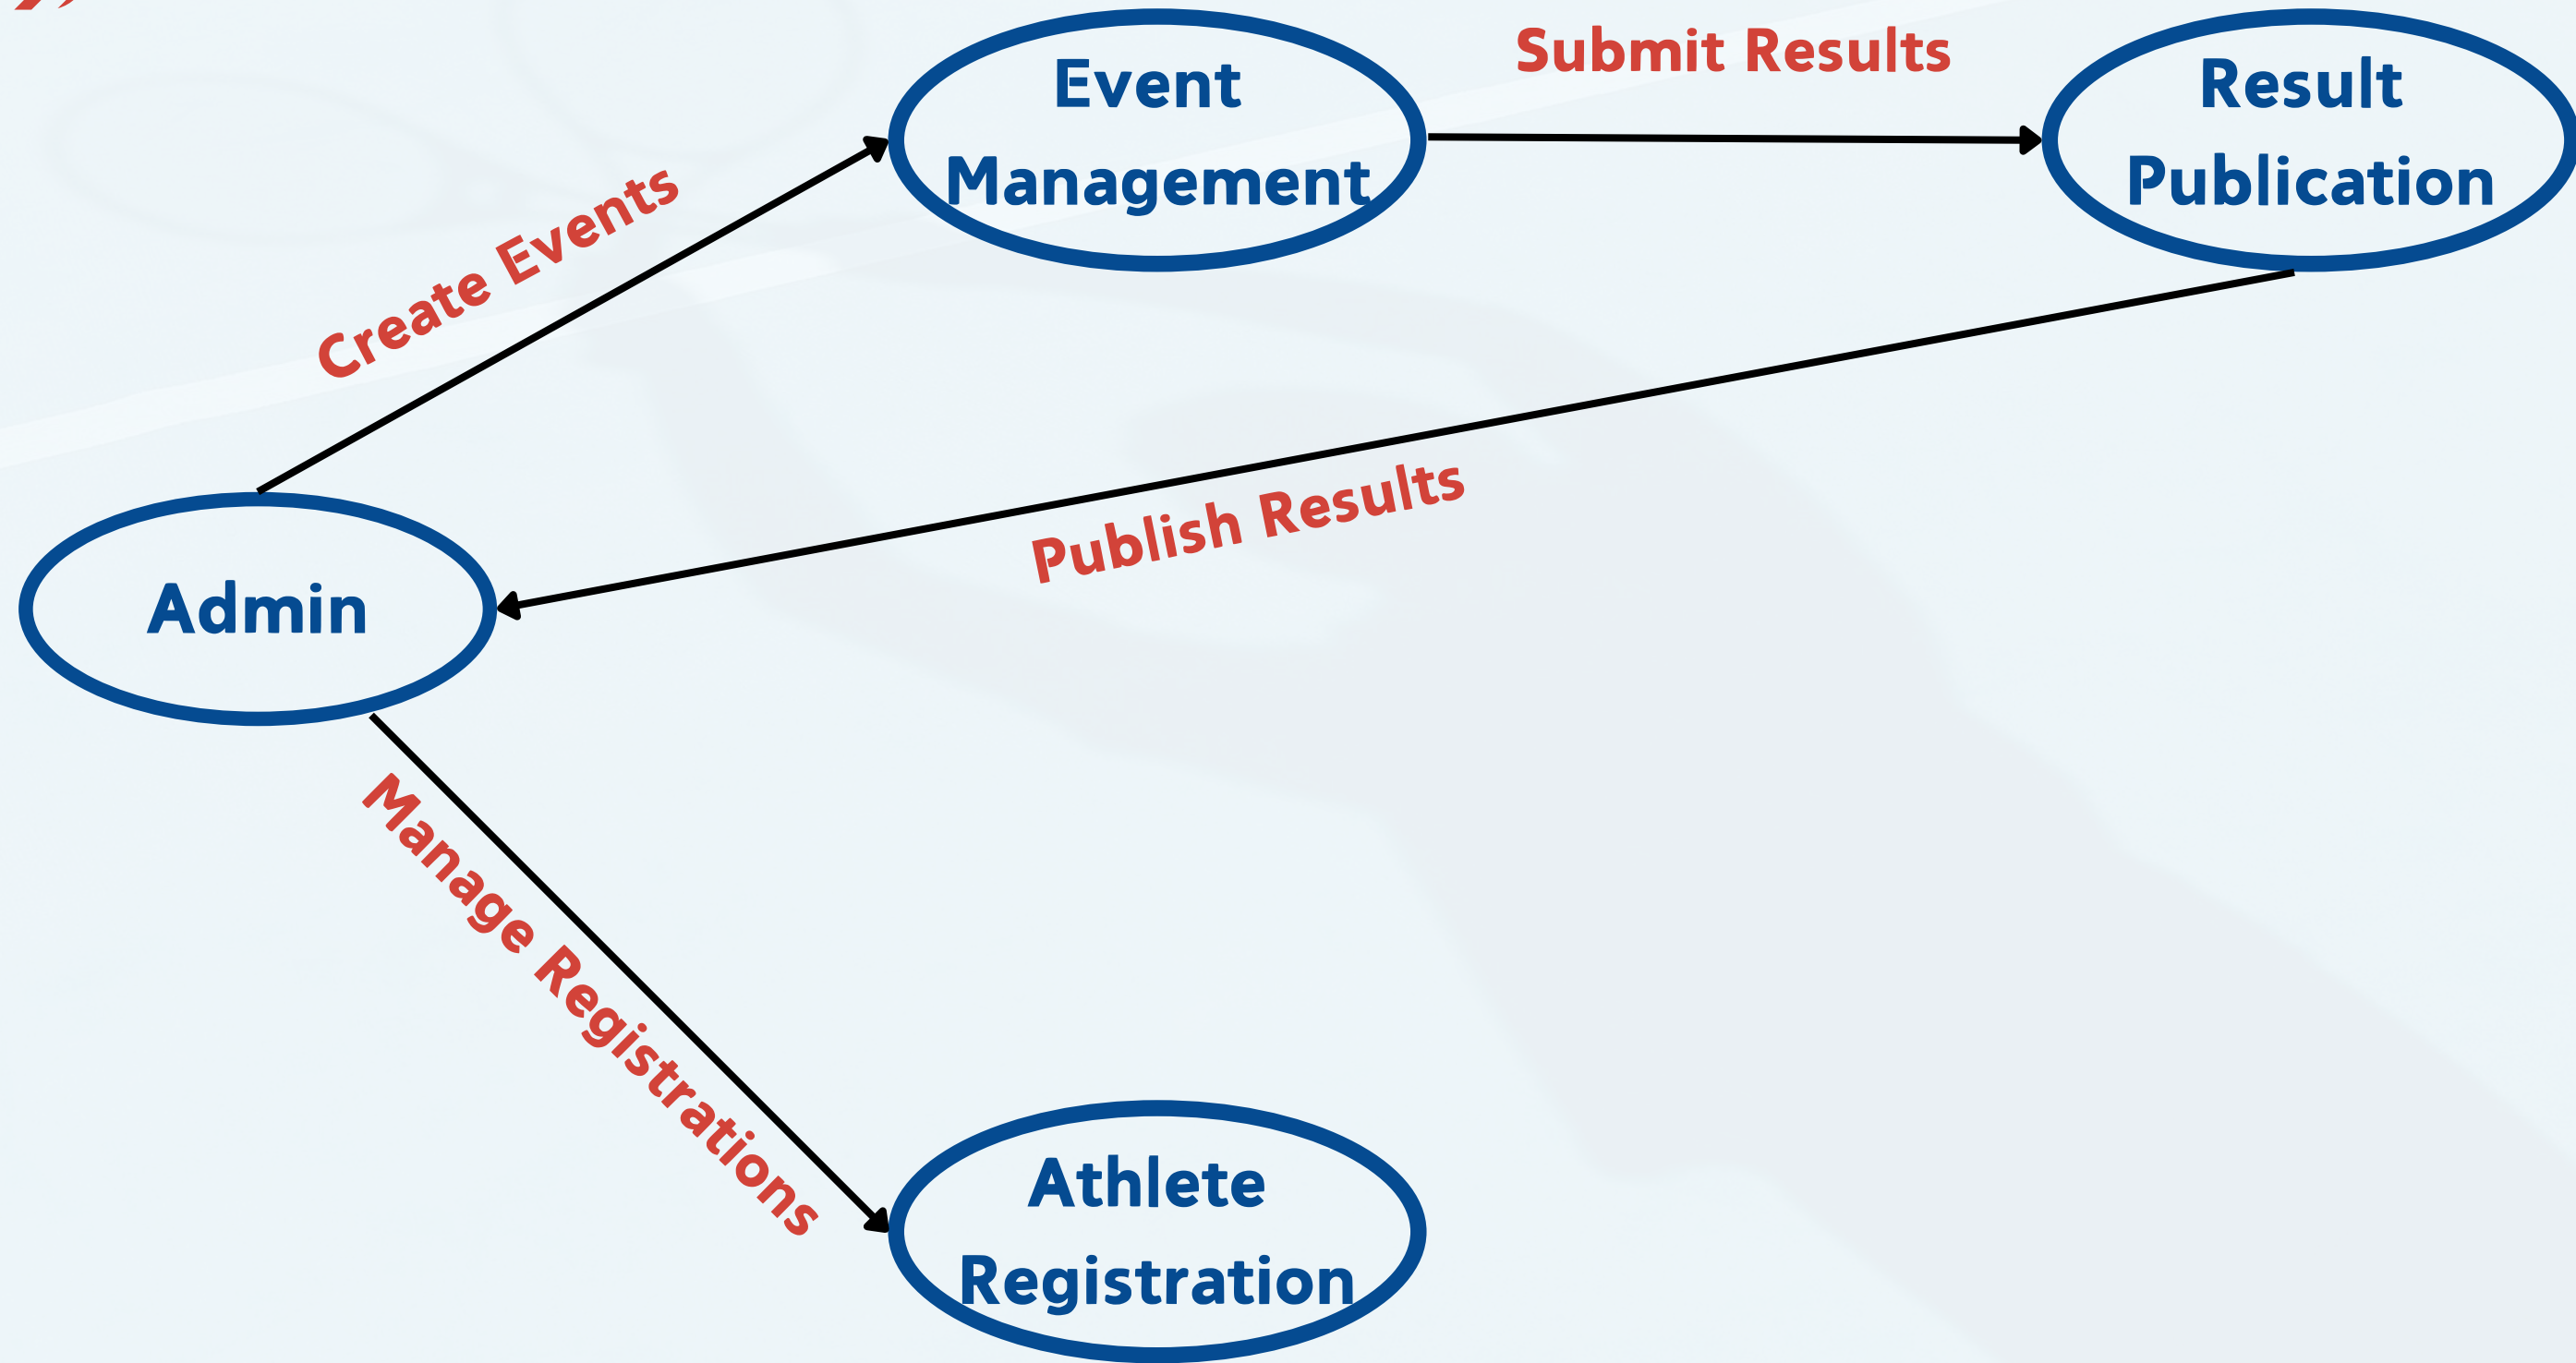 Event
Management
Submit Results
Result
Publication
Create Events
Publish Results
Admin
Manage Registrations
Athlete
Registration